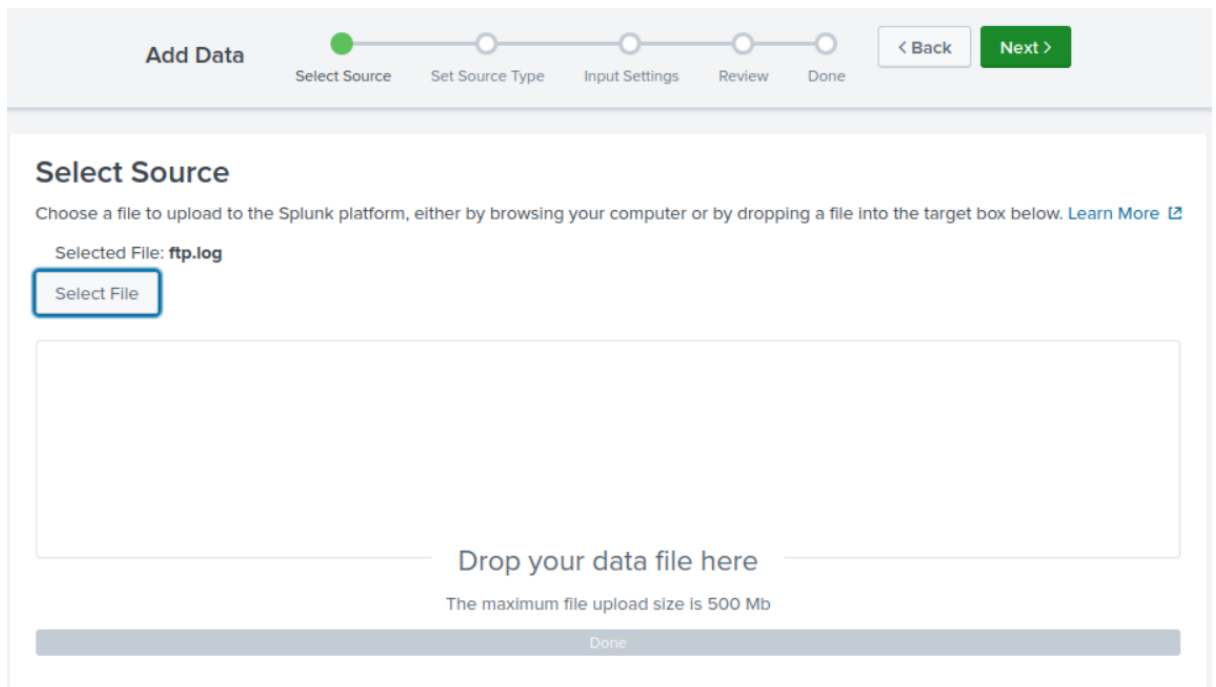 Add Data
Select Source
Set Source Type
Input Settings
Review
Done
< Back
Next >
Select Source
Choose a file to upload to the Splunk platform, either by browsing your computer or by dropping a file into the target box below. Learn More
Selected File: ftp.log
Select File
Drop your data file here
The maximum file upload size is 500 Mb
Done